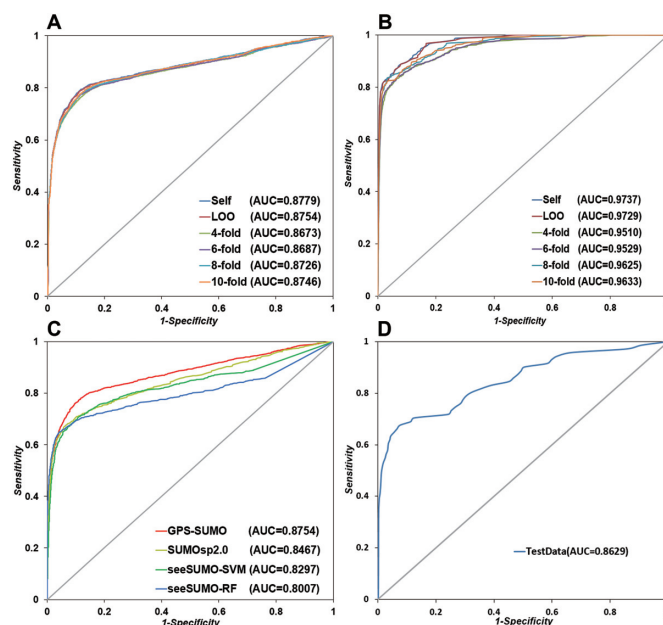 A
Sensitivity
1
0.8
0.6
0.4
0.2
0
Self (AUC=0.8779)
LOO (AUC=0.8754)
4-fold (AUC=0.8673)
6-fold (AUC=0.8687)
8-fold (AUC=0.8726)
10-fold (AUC=0.8746)
0 0.2 0.4 0.6 0.8 1
1-Specificity
B
Sensitivity
1
0.8
0.6
0.4
0.2
0
Self (AUC=0.9737)
LOO (AUC=0.9729)
4-fold (AUC=0.9510)
6-fold (AUC=0.9529)
8-fold (AUC=0.9625)
10-fold (AUC=0.9633)
0 0.2 0.4 0.6 0.8 1
1-Specificity
C
Sensitivity
1
0.8
0.6
0.4
0.2
0
GPS-SUMO (AUC=0.8754)
SUMOsp2.0 (AUC=0.8467)
seeSUMO-SVM (AUC=0.8297)
seeSUMO-RF (AUC=0.8007)
0 0.2 0.4 0.6 0.8 1
1-Specificity
D
Sensitivity
1
0.8
0.6
0.4
0.2
0
TestData(AUC=0.8629)
0 0.2 0.4 0.6 0.8 1
1-Specificity